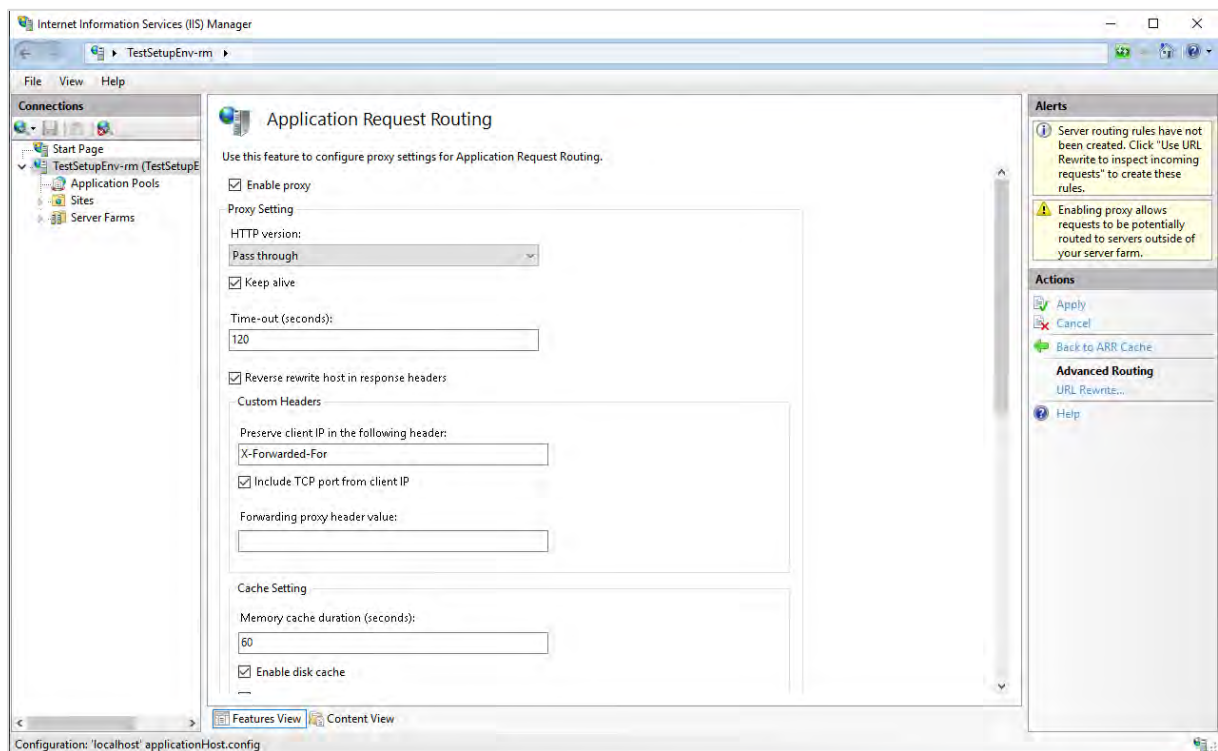 Internet Information Services (IIS) Manager
TestSetupEnv-rm
File View Help
Connections
Start Page
TestSetupEnv-rm (TestSetupE
Application Pools
Sites
Server Farms
Application Request Routing
Use this feature to configure proxy settings for Application Request Routing.
Enable proxy
Proxy Setting
HTTP version:
Pass through
Keep alive
Time-out (seconds):
120
Reverse rewrite host in response headers
Custom Headers
Preserve client IP in the following header:
X-Forwarded-For
Include TCP port from client IP
Forwarding proxy header value:
Cache Setting
Memory cache duration (seconds):
60
Enable disk cache
Features View
Content View
Alerts
Server routing rules have not
been created. Click "Use URL
Rewrite to inspect incoming
requests" to create these
rules.
Enabling proxy allows
requests to be potentially
routed to servers outside of
your server farm.
Actions
Apply
Cancel
Back to ARR Cache
Advanced Routing
URL Rewrite...
Help
Configuration: 'localhost' applicationHost.config